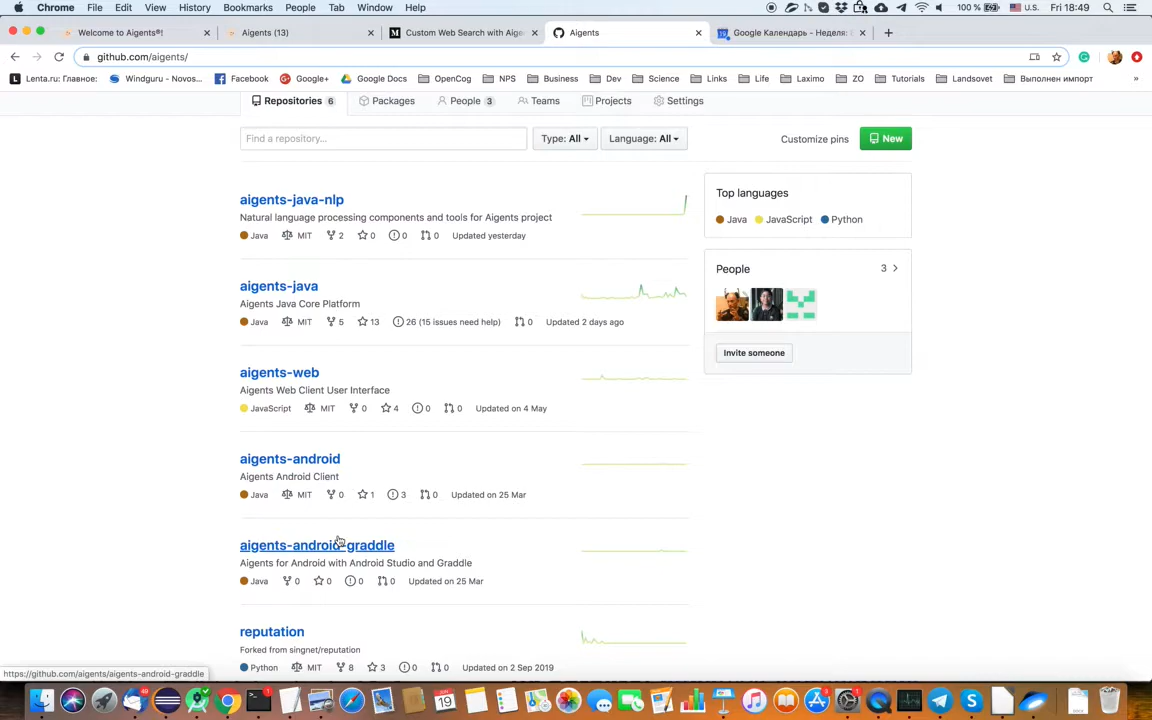 Chrome File Edit View History Bookmarks People Tab Window Help 100 % U.S. Fri 18:49
Welcome to Aigents®! Aigents (13) Custom Web Search with Aige Aigents Google Календарь - Неделя:
github.com/aigents/
Lenta.ru: Главное: Windguru - Novos... Facebook Google+ Google Docs OpenCog NPS Business Dev Science Links Life Laximo ZO Tutorials Landsovet Выполнен импорт »
Repositories 6 Packages People 3 Teams Projects Settings
Find a repository... Type: All Language: All Customize pins New
aigents-java-nlp
Natural language processing components and tools for Aigents project
Java MIT 2 0 0 0 Updated yesterday
Top languages
Java JavaScript Python
People 3
Invite someone
aigents-java
Aigents Java Core Platform
Java MIT 5 13 26 (15 issues need help) 0 Updated 2 days ago
aigents-web
Aigents Web Client User Interface
JavaScript MIT 0 4 0 0 Updated on 4 May
aigents-android
Aigents Android Client
Java MIT 0 1 3 0 Updated on 25 Mar
aigents-android-graddle
Aigents for Android with Android Studio and Graddle
Java 0 0 0 0 Updated on 25 Mar
reputation
Forked from singnet/reputation
Python MIT 8 3 0 0 Updated on 2 Sep 2019
https://github.com/aigents/aigents-android-graddle